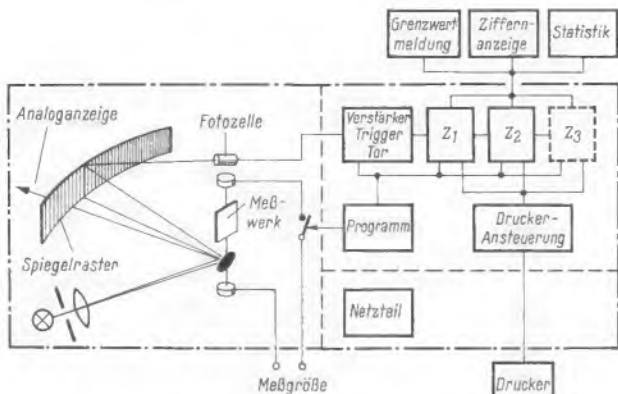 Grenzwert
meldung
Ziffern-
anzeige
Statistik
Analoganzeige
Fotozelle
Verstärker
Trigger
Tor
Z1
Z2
Z3
Meß-
werk
Programm
Drucker-
Ansteuerung
Spiegelraster
Netzteil
Meßgröße
Drucker